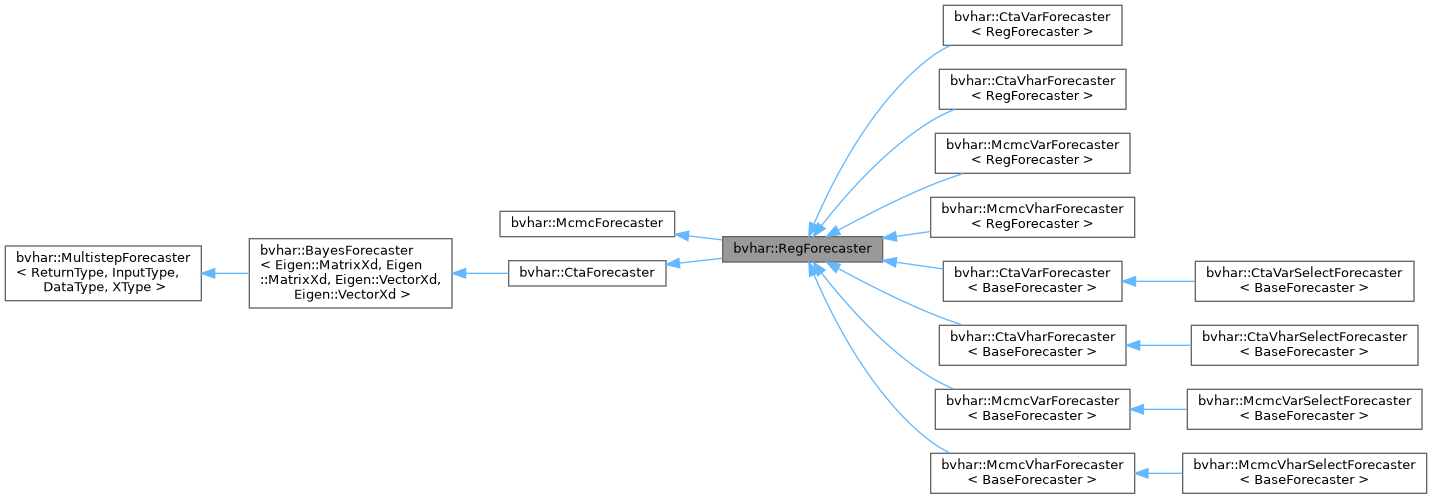 bvhar::MultistepForecaster
< ReturnType, InputType,
DataType, XType >
bvhar::BayesForecaster
< Eigen::MatrixXd, Eigen
::MatrixXd, Eigen::VectorXd,
Eigen::VectorXd >
bvhar::McmcForecaster
bvhar::CtaForecaster
bvhar::RegForecaster
bvhar::CtaVarForecaster
< RegForecaster >
bvhar::CtaVharForecaster
< RegForecaster >
bvhar::McmcVarForecaster
< RegForecaster >
bvhar::McmcVharForecaster
< RegForecaster >
bvhar::CtaVarForecaster
< BaseForecaster >
bvhar::CtaVharForecaster
< BaseForecaster >
bvhar::McmcVarForecaster
< BaseForecaster >
bvhar::McmcVharForecaster
< BaseForecaster >
bvhar::CtaVarSelectForecaster
< BaseForecaster >
bvhar::CtaVharSelectForecaster
< BaseForecaster >
bvhar::McmcVarSelectForecaster
< BaseForecaster >
bvhar::McmcVharSelectForecaster
< BaseForecaster >